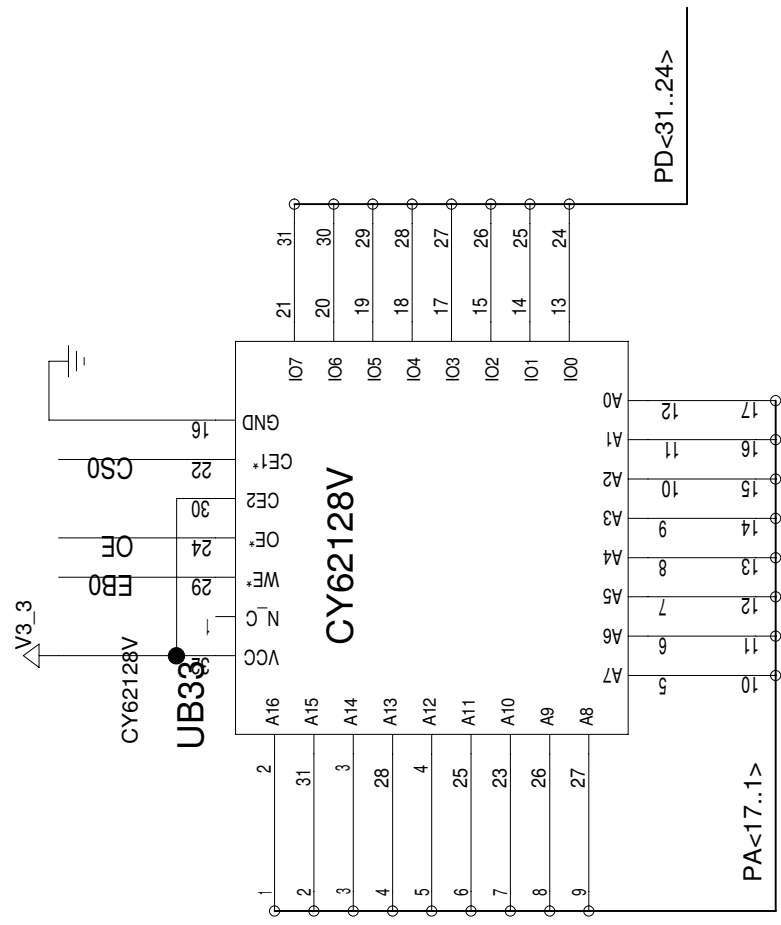 PD<31..24>
31 30 29 28 27 26 25 24
21 20 19 18 17 15 14 13
IO7 IO6 IO5 IO4 IO3 IO2 IO1 IO0
16 GND
CS0 22 CE1*
30 CE2
OE 24 OE*
EB0 29 WE*
1 N_C
V3_3 VCC
CY62128V
UB33
CY62128V
A0 12 17
A1 11 16
A2 10 15
A3 9 14
A4 8 13
A5 7 12
A6 6 11
A7 5 10
A16 A15 A14 A13 A12 A11 A10 A9 A8
2 31 3 28 4 25 23 26 27
1 2 3 4 5 6 7 8 9
PA<17..1>